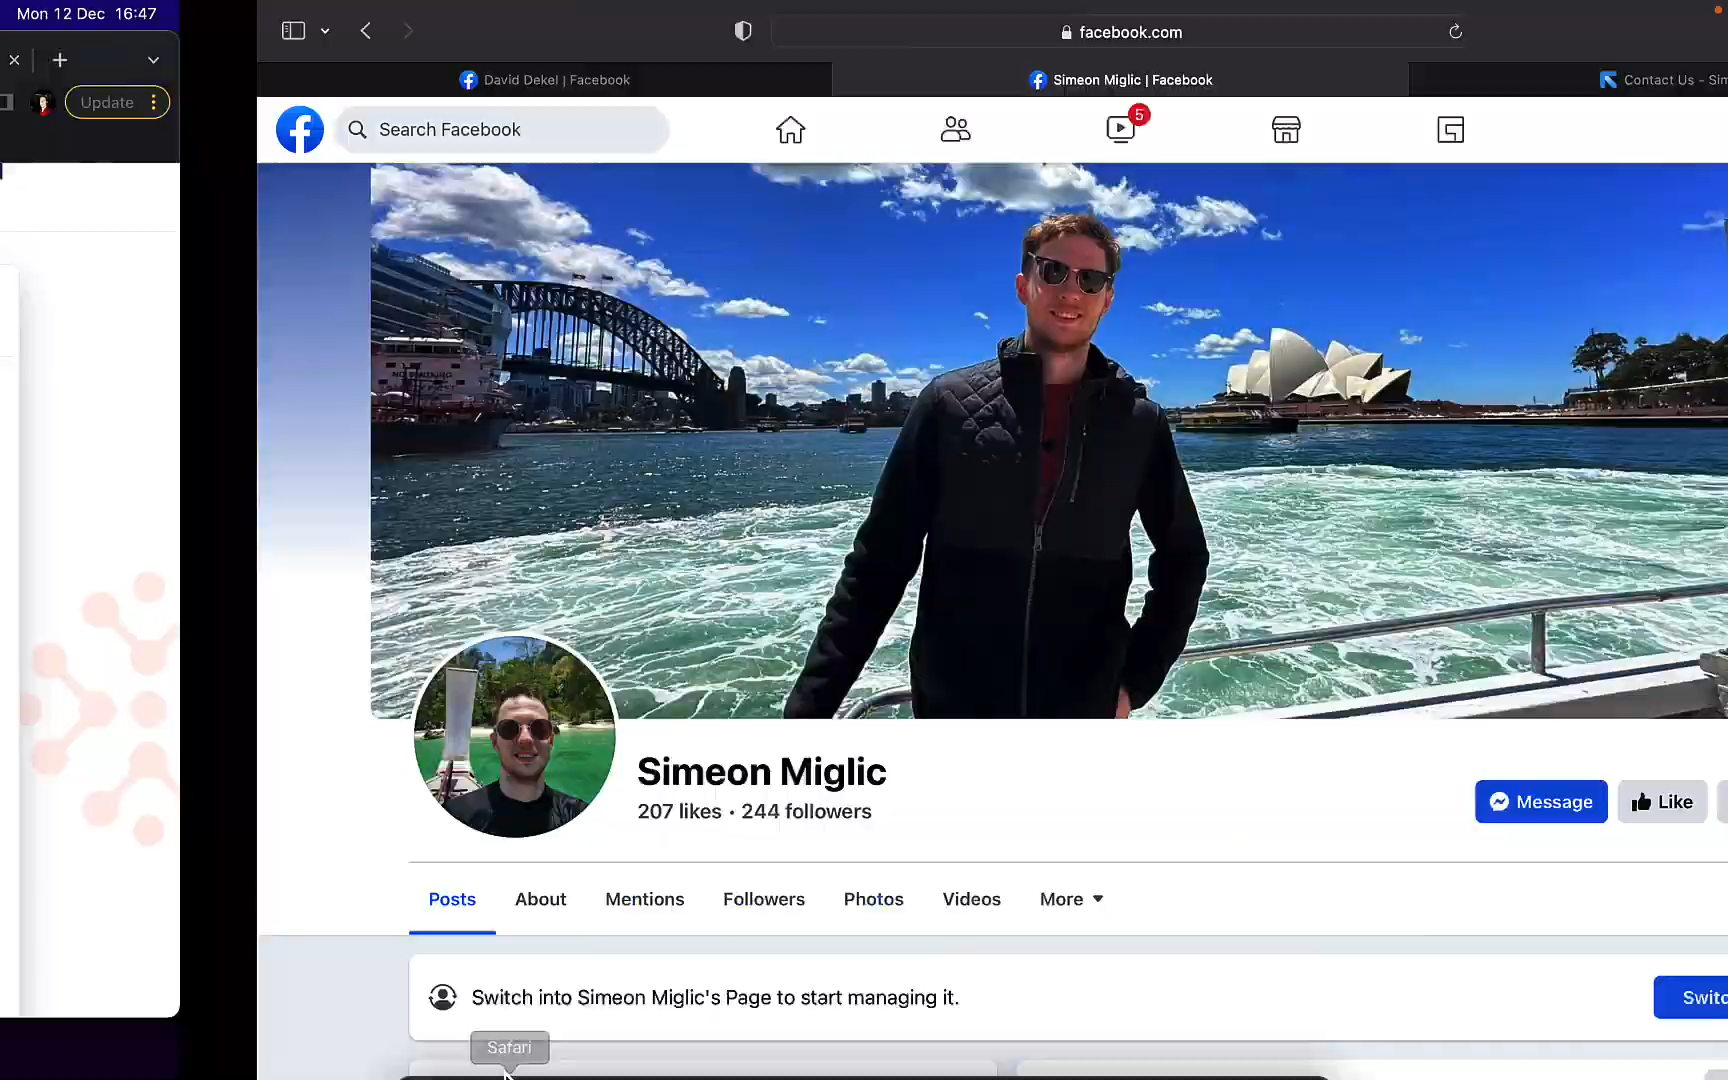 Mon 12 Dec 16:47
Update
facebook.com
David Dekel | Facebook
Simeon Miglic | Facebook
Contact Us - Sim
Search Facebook
5
Simeon Miglic
207 likes · 244 followers
Message
Like
Posts
About
Mentions
Followers
Photos
Videos
More
Switch into Simeon Miglic's Page to start managing it.
Switc
Safari